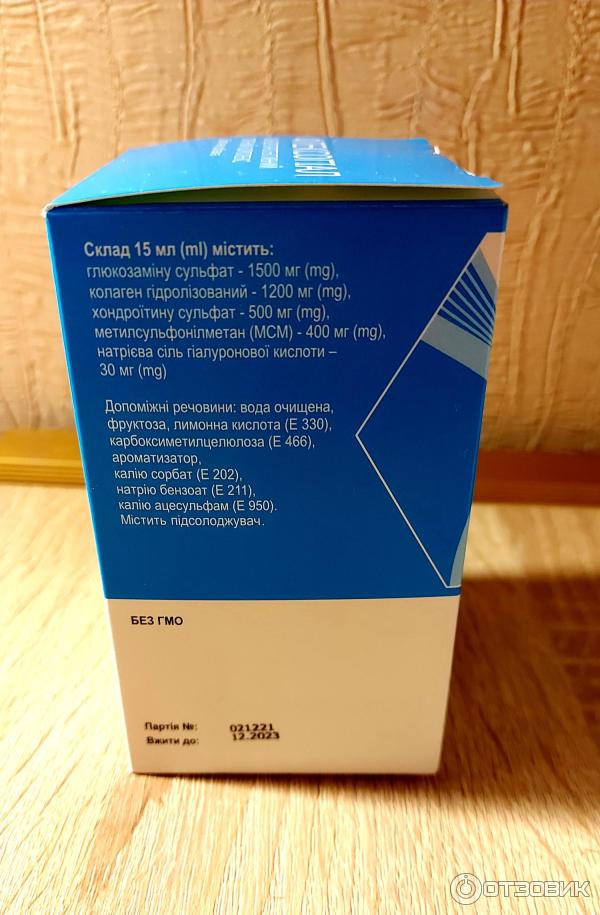 Склад 15 мл (ml) містить:
глюкозаміну сульфат - 1500 мг (mg),
колаген гідролізований - 1200 мг (mg),
хондроїтину сульфат - 500 мг (mg),
метилсульфонілметан (МСМ) - 400 мг (mg),
натрієва сіль гіалуронової кислоти –
30 мг (mg)
Допоміжні речовини: вода очищена,
фруктоза, лимонна кислота (Е 330),
карбоксиметилцелюлоза (Е 466),
ароматизатор,
калію сорбат (Е 202),
натрію бензоат (Е 211),
калію ацесульфам (Е 950).
Містить підсолоджувач.
БЕЗ ГМО
Партія №: 021221
Вжити до: 12.2023
ОТЗОВИК